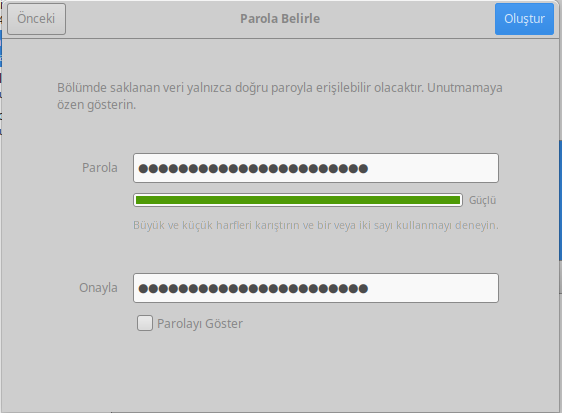 Önceki
Parola Belirle
Oluştur
Bölümde saklanan veri yalnızca doğru paroyla erişilebilir olacaktır. Unutmamaya
özen gösterin.
Parola
Güçlü
Büyük ve küçük harfleri karıştırın ve bir veya iki sayı kullanmayı deneyin.
Onayla
Parolayı Göster